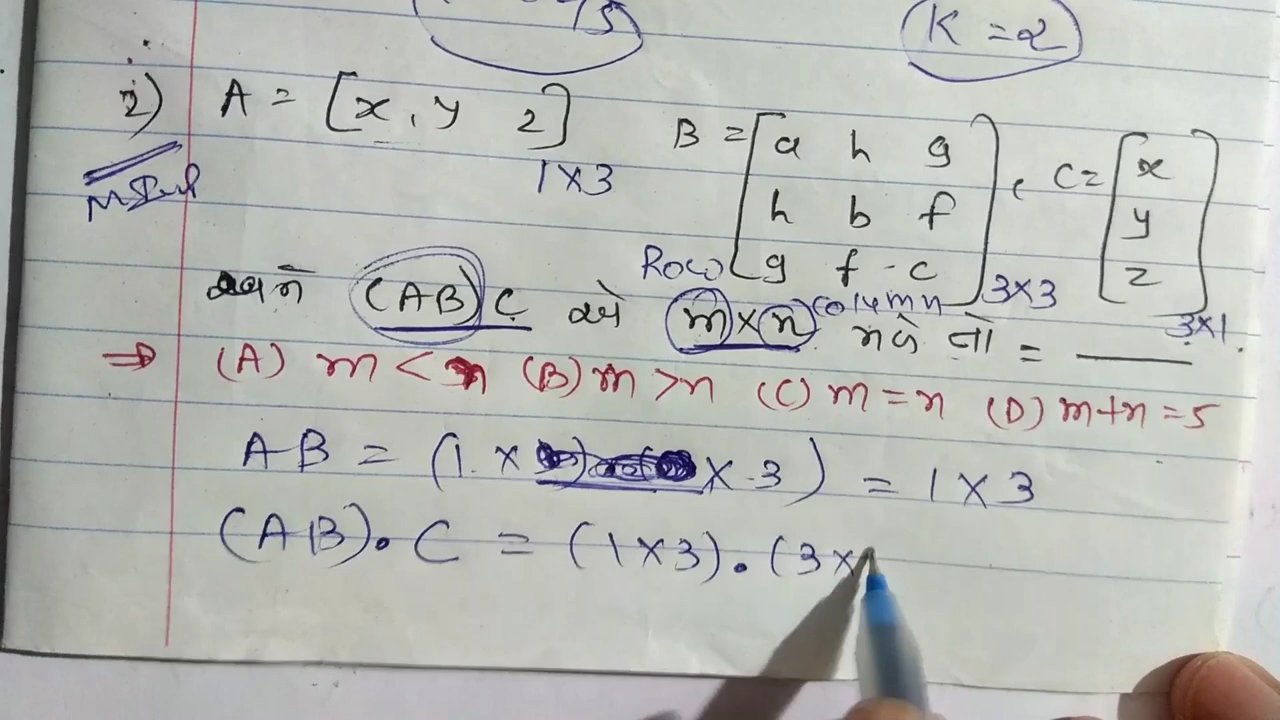 K = 2
2) A = [x, y z] 1×3 B = [a h g
h b f
g f c] 3×3, C = [x
y
z] 3×1
Row column
(AB) C એ m×n = ___
⇒ (A) m < n (B) m > n (C) m = n (D) m+n = 5
AB = (1 × × 3) = 1×3
(AB)·C = (1×3)·(3×